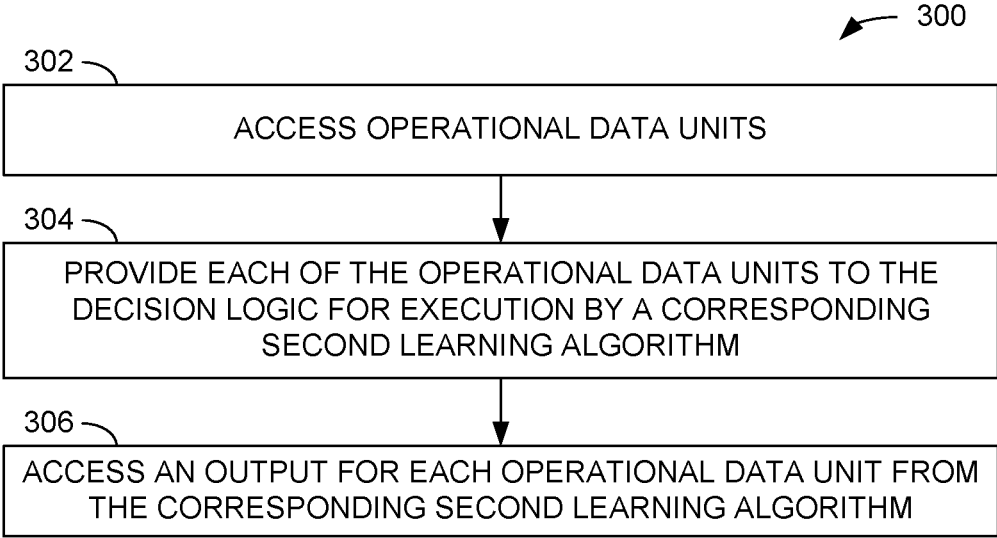 300
302
ACCESS OPERATIONAL DATA UNITS
304
PROVIDE EACH OF THE OPERATIONAL DATA UNITS TO THE
DECISION LOGIC FOR EXECUTION BY A CORRESPONDING
SECOND LEARNING ALGORITHM
306
ACCESS AN OUTPUT FOR EACH OPERATIONAL DATA UNIT FROM
THE CORRESPONDING SECOND LEARNING ALGORITHM